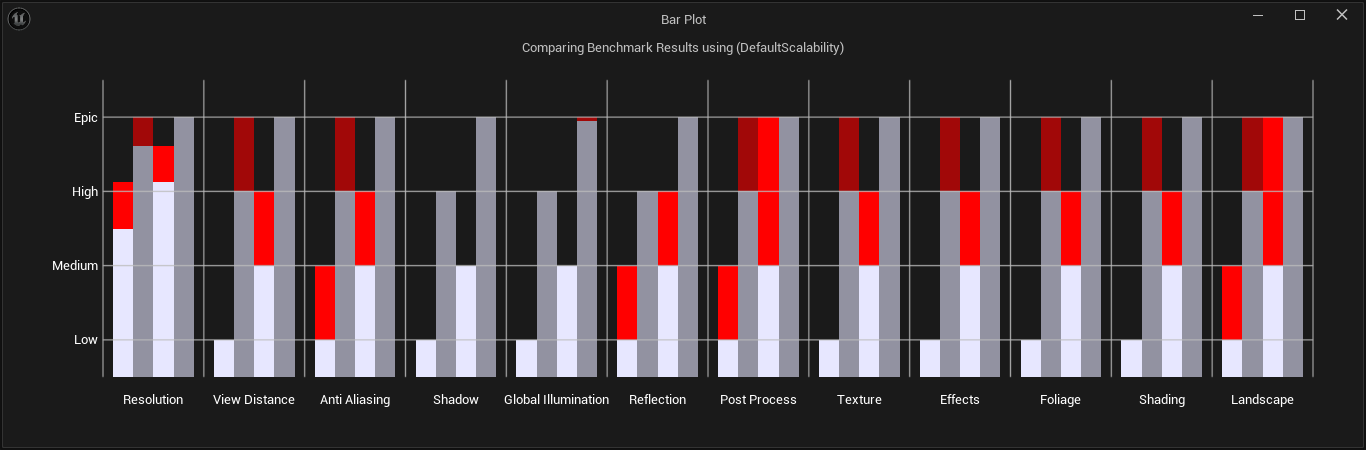 Bar Plot
Comparing Benchmark Results using (DefaultScalability)
Epic
High
Medium
Low
Resolution View Distance Anti Aliasing Shadow Global Illumination Reflection Post Process Texture Effects Foliage Shading Landscape